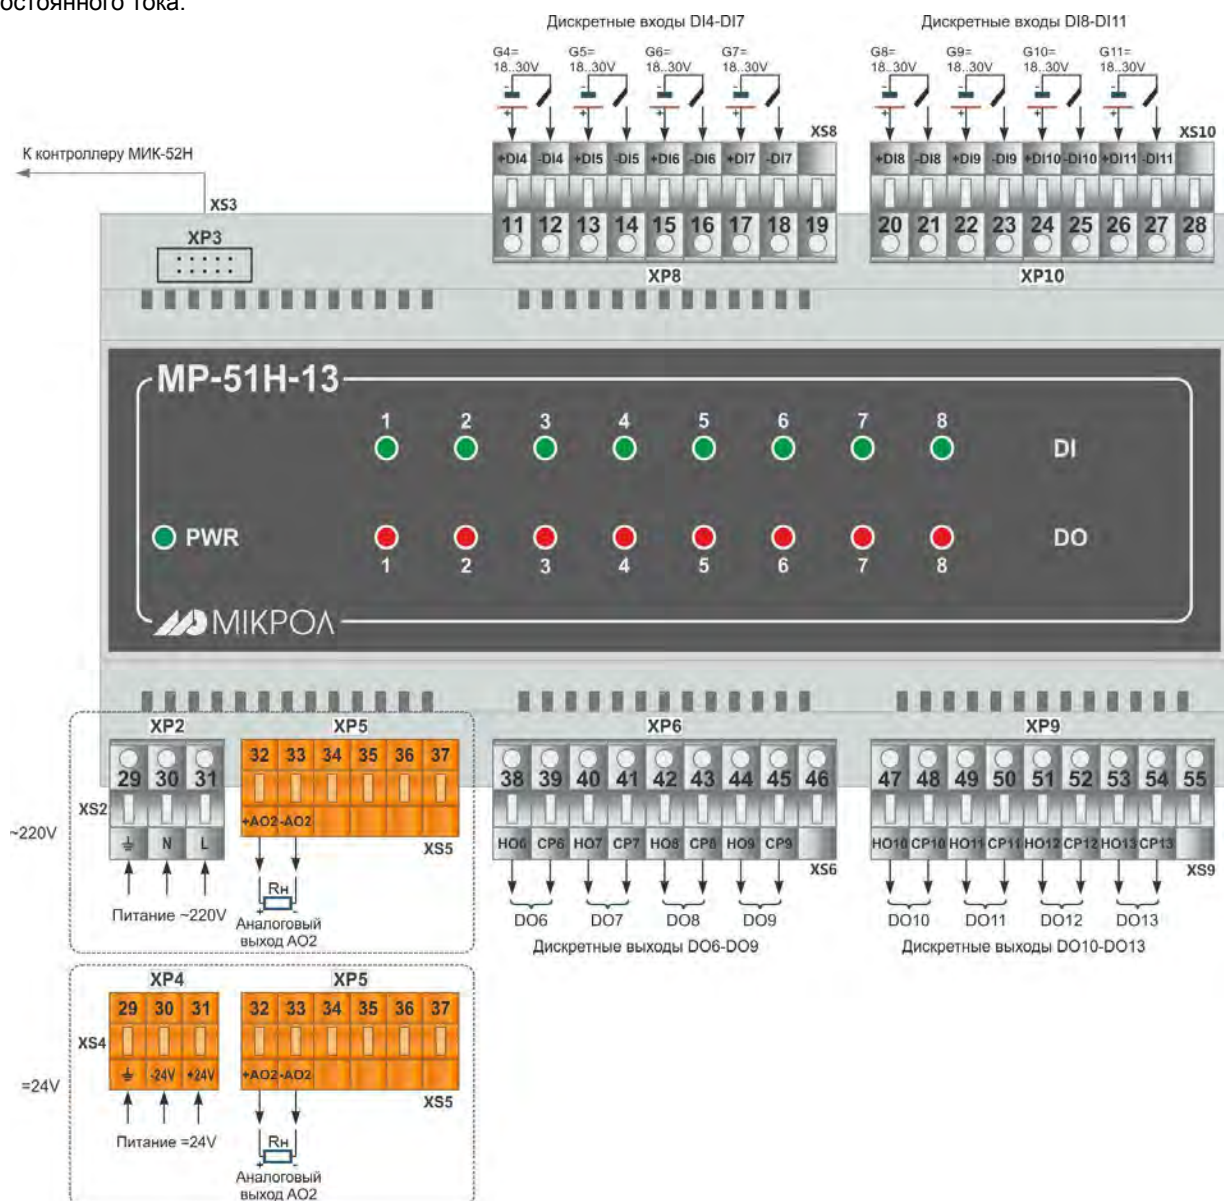 остоянного тока.
Дискретные входы DI4-DI7
Дискретные входы DI8-DI11
G4= G5= G6= G7=
18..30V 18..30V 18..30V 18..30V
G8= G9= G10= G11=
18..30V 18..30V 18..30V 18..30V
- - - -
+ + + +
- - - -
+ + + +
XS8
XS10
+DI4 -DI4 +DI5 -DI5 +DI6 -DI6 +DI7 -DI7
+DI8 -DI8 +DI9 -DI9 +DI10 -DI10 +DI11 -DI11
К контроллеру МИК-52Н
XS3
11 12 13 14 15 16 17 18 19
20 21 22 23 24 25 26 27 28
XP3
XP8
XP10
МР-51Н-13
1 2 3 4 5 6 7 8
DI
PWR
DO
1 2 3 4 5 6 7 8
МІКРОЛ
XP2
XP5
XP6
XP9
29 30 31
32 33 34 35 36 37
38 39 40 41 42 43 44 45 46
47 48 49 50 51 52 53 54 55
XS2
~220V
N L
+AO2 -AO2
XS5
HO6 CP6 HO7 CP7 HO8 CP8 HO9 CP9
XS6
HO10 CP10 HO11 CP11 HO12 CP12 HO13 CP13
XS9
Питание ~220V
Rн
+ -
Аналоговый
выход AO2
DO6 DO7 DO8 DO9
Дискретные выходы DO6-DO9
DO10 DO11 DO12 DO13
Дискретные выходы DO10-DO13
XP4
XP5
29 30 31
32 33 34 35 36 37
XS4
=24V
-24V +24V
+AO2 -AO2
XS5
Питание =24V
Rн
+ -
Аналоговый
выход AO2